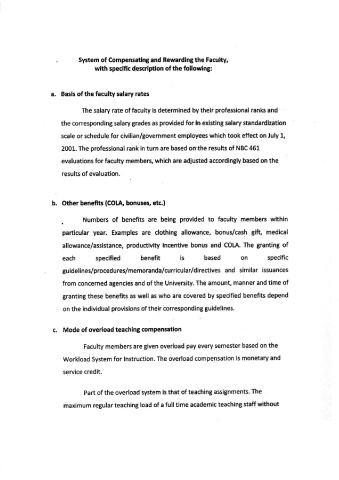 System of Compensating and Rewarding the Faculty,
with specific description of the following:
a. Basis of the faculty salary rates
The salary rate of faculty is determined by their professional ranks and
the corresponding salary grades as provided for in existing salary standardization
scale or schedule for civilian/government employees which took effect on July 1,
2001. The professional rank in turn are based on the results of NBC 461
evaluations for faculty members, which are adjusted accordingly based on the
results of evaluation.
b. Other benefits (COLA, bonuses, etc.)
Numbers of benefits are being provided to faculty members within
particular year. Examples are clothing allowance, bonus/cash gift, medical
allowance/assistance, productivity incentive bonus and COLA. The granting of
each specified benefit is based on specific
guidelines/procedures/memoranda/curricular/directives and similar issuances
from concerned agencies and of the University. The amount, manner and time of
granting these benefits as well as who are covered by specified benefits depend
on the individual provisions of their corresponding guidelines.
c. Mode of overload teaching compensation
Faculty members are given overload pay every semester based on the
Workload System for Instruction. The overload compensation is monetary and
service credit.
Part of the overload system is that of teaching assignments. The
maximum regular teaching load of a full time academic teaching staff without